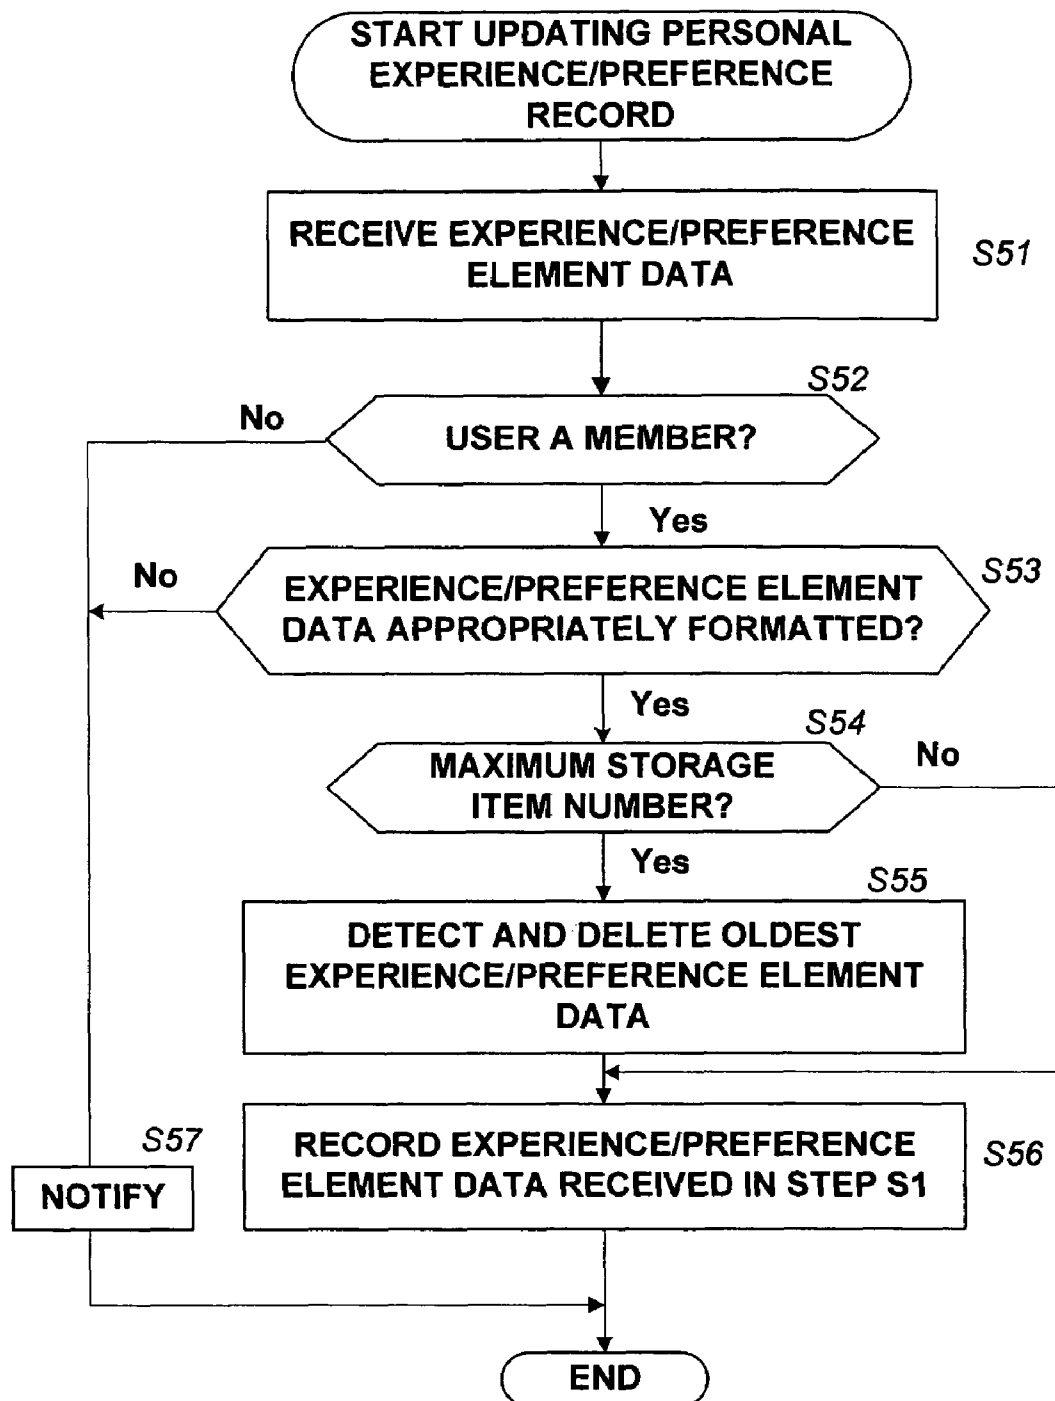 START UPDATING PERSONAL
EXPERIENCE/PREFERENCE
RECORD
RECEIVE EXPERIENCE/PREFERENCE
ELEMENT DATA
S51
S52
No
USER A MEMBER?
Yes
S53
No
EXPERIENCE/PREFERENCE ELEMENT
DATA APPROPRIATELY FORMATTED?
Yes
S54
No
MAXIMUM STORAGE
ITEM NUMBER?
Yes
S55
DETECT AND DELETE OLDEST
EXPERIENCE/PREFERENCE ELEMENT
DATA
S57
NOTIFY
RECORD EXPERIENCE/PREFERENCE
ELEMENT DATA RECEIVED IN STEP S1
S56
END